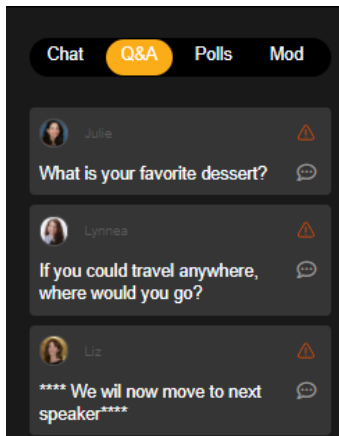 Chat Q&A Polls Mod
Julie
What is your favorite dessert?
Lynnea
If you could travel anywhere,
where would you go?
Liz
**** We wil now move to next
speaker****